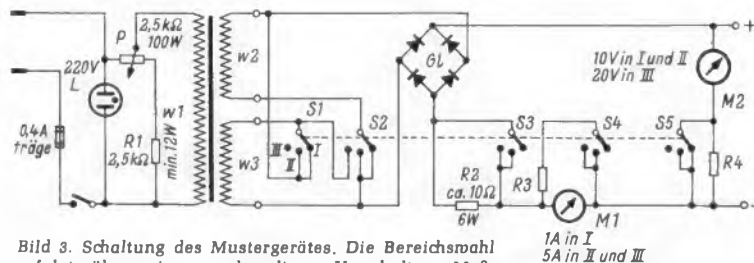 2,5kΩ
100W
P
220V
L
0,4A
träge
R1
2,5kΩ
min.12W
w1
w2
w3
S1
III
II
I
S2
Gl
S3
S4
S5
R2
ca. 10Ω
6W
R3
M1
1A in I
5A in II und III
10V in I und II
20V in III
M2
R4
+
-
Bild 3. Schaltung des Mustergerätes. Die Bereichswahl